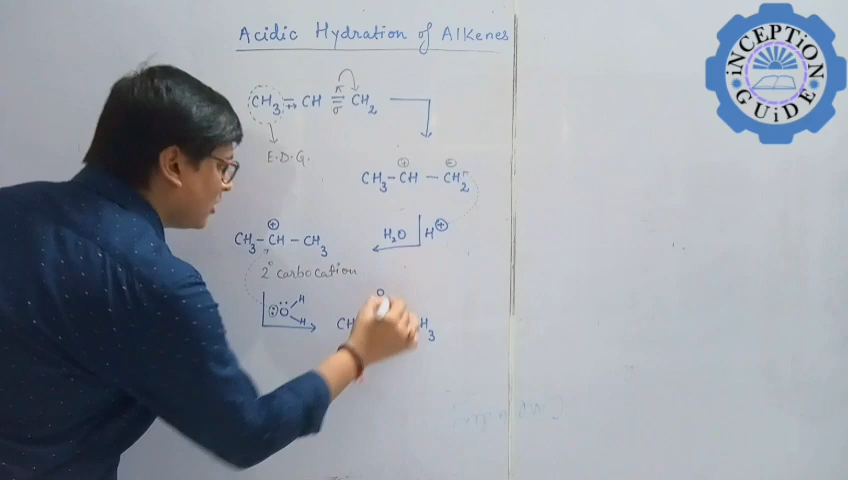 Acidic Hydration of Alkenes
iNCEPTiON
GUiDE
CH3 = CH = CH2
π
σ
E.D.G.
⊕ ⊖
CH3 - CH - CH2
⊕
CH3 - CH - CH3
H2O H⊕
2° carbocation
H
:O
H
O
CH H3